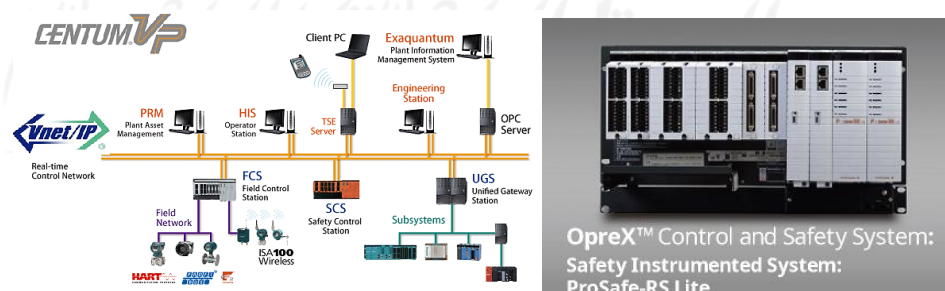 CENTUM VP
Client PC
Exaquantum
Plant Information
Management System
Engineering
Station
PRM
Plant Asset
Management
HIS
Operator
Station
TSE
Server
OPC
Server
Vnet/IP
Real-time
Control Network
FCS
Field Control
Station
SCS
Safety Control
Station
UGS
Unified Gateway
Station
Field
Network
Subsystems
ISA100
Wireless
HART
OpreX™ Control and Safety System:
Safety Instrumented System:
ProSafe-RS Lite